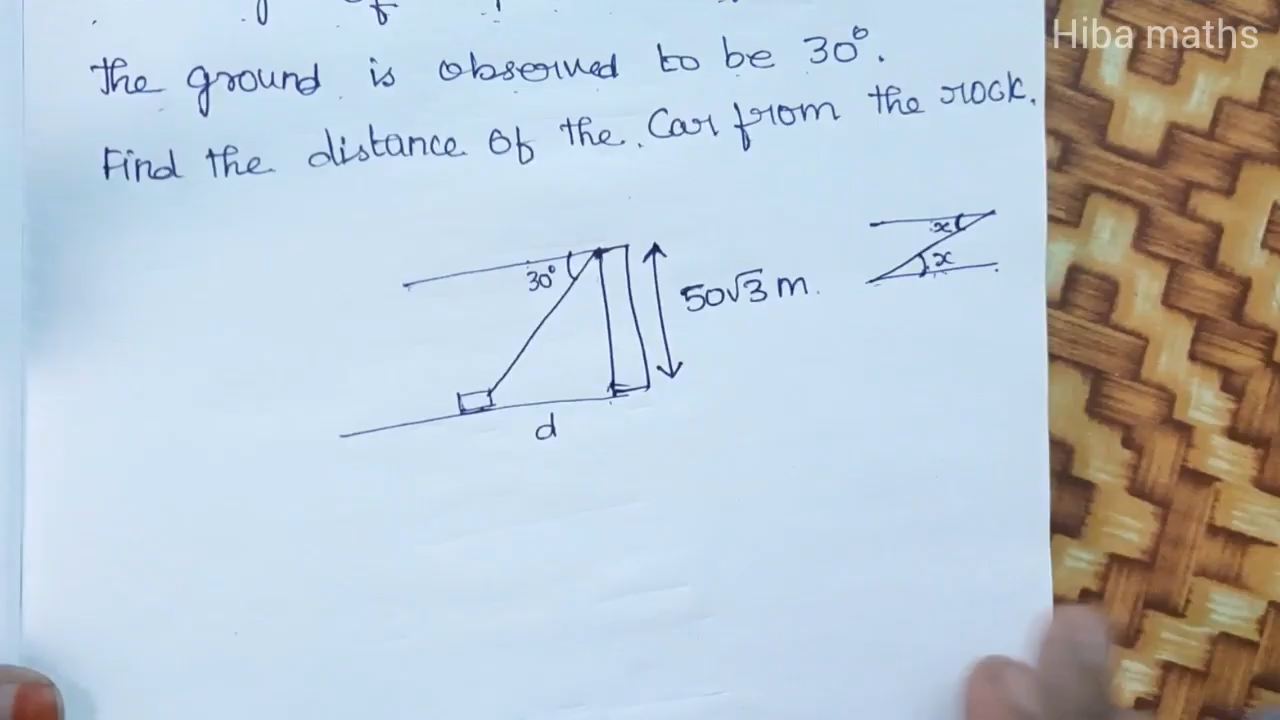 Hiba maths
the ground is observed to be 30°.
Find the distance of the car from the rock.
30°
50√3 m.
d
x
x